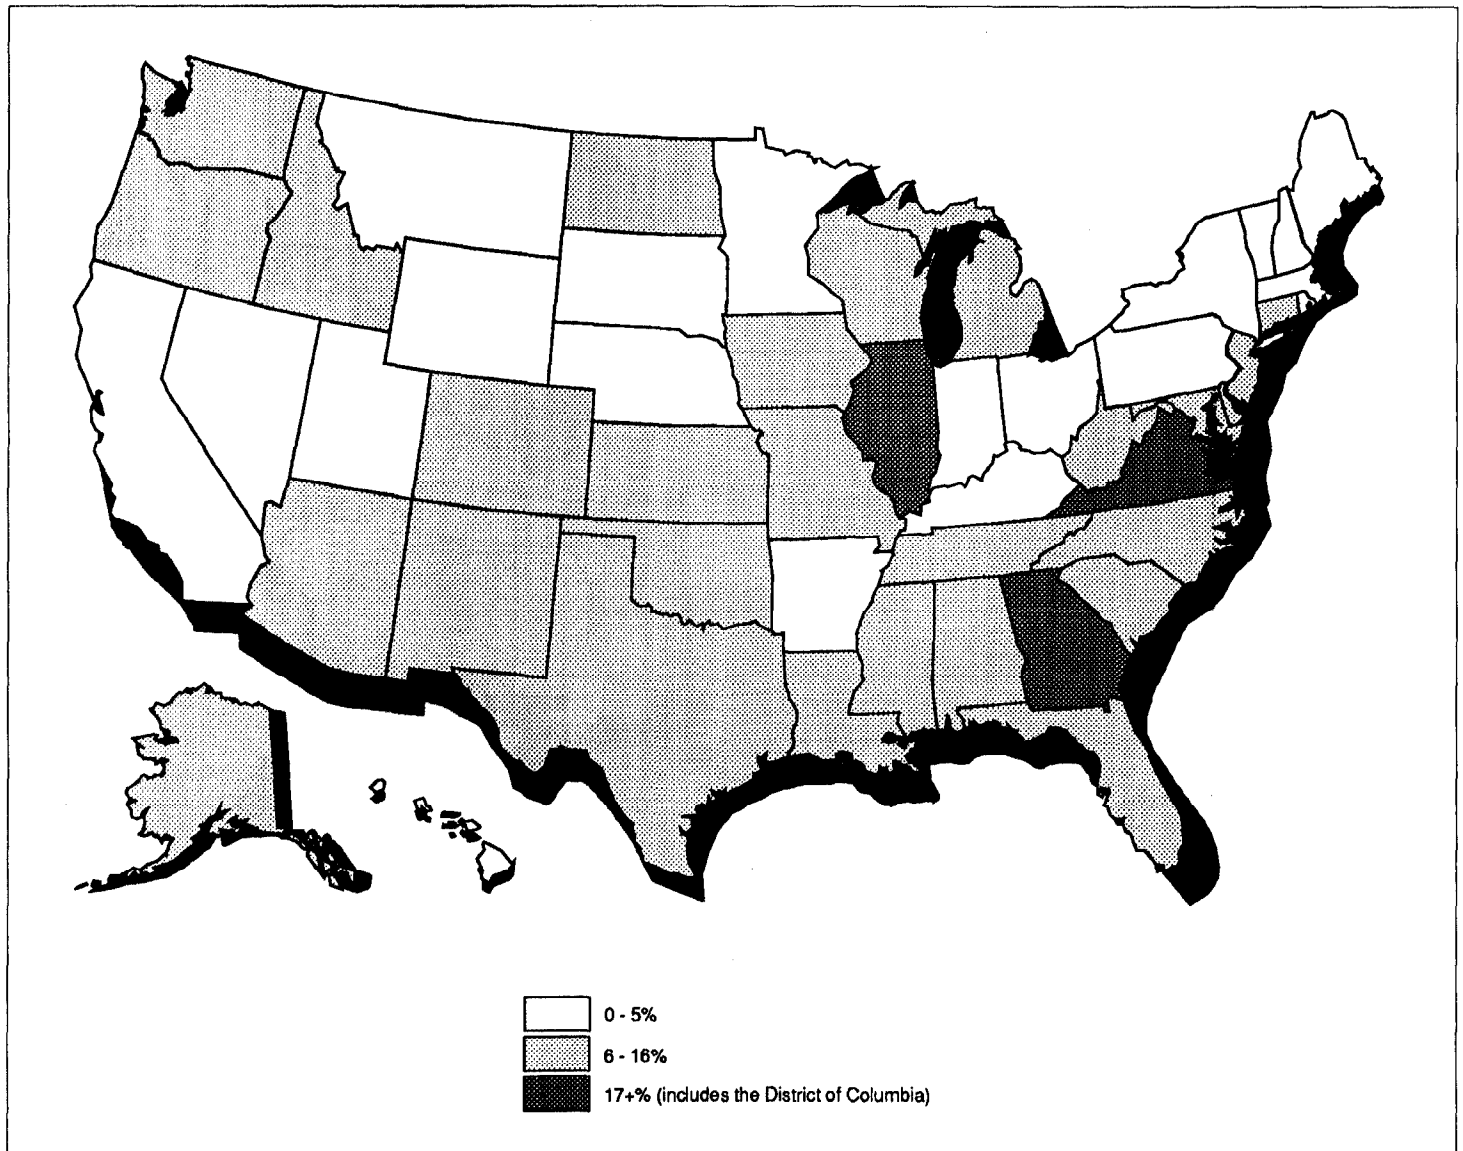 0 - 5%
6 - 16%
17+% (includes the District of Columbia)